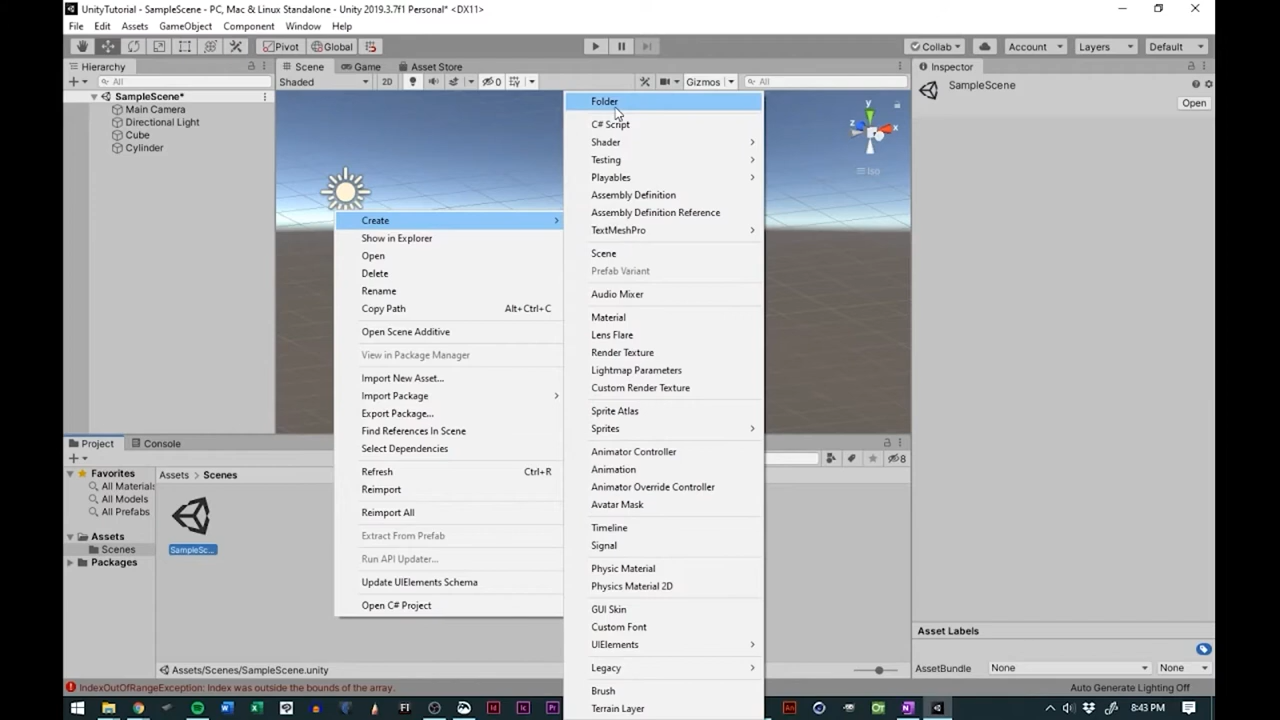 UnityTutorial - SampleScene - PC, Mac & Linux Standalone - Unity 2019.3.7f1 Personal* <DX11>
File Edit Assets GameObject Component Window Help
Pivot Global Collab Account Layers Default
Hierarchy
All
SampleScene*
Main Camera
Directional Light
Cube
Cylinder
Scene Game Asset Store
Shaded 2D 0 Gizmos All
y
z x
Iso
Inspector
SampleScene
Open
Create
Show in Explorer
Open
Delete
Rename
Copy Path Alt+Ctrl+C
Open Scene Additive
View in Package Manager
Import New Asset...
Import Package
Export Package...
Find References In Scene
Select Dependencies
Refresh Ctrl+R
Reimport
Reimport All
Extract From Prefab
Run API Updater...
Update UIElements Schema
Open C# Project
Folder
C# Script
Shader
Testing
Playables
Assembly Definition
Assembly Definition Reference
TextMeshPro
Scene
Prefab Variant
Audio Mixer
Material
Lens Flare
Render Texture
Lightmap Parameters
Custom Render Texture
Sprite Atlas
Sprites
Animator Controller
Animation
Animator Override Controller
Avatar Mask
Timeline
Signal
Physic Material
Physics Material 2D
GUI Skin
Custom Font
UIElements
Legacy
Brush
Terrain Layer
Project Console
8
Favorites
All Materials
All Models
All Prefabs
Assets
Scenes
Packages
Assets > Scenes
SampleSc...
Assets/Scenes/SampleScene.unity
Asset Labels
AssetBundle None None
IndexOutOfRangeException: Index was outside the bounds of the array.
Auto Generate Lighting Off
8:43 PM